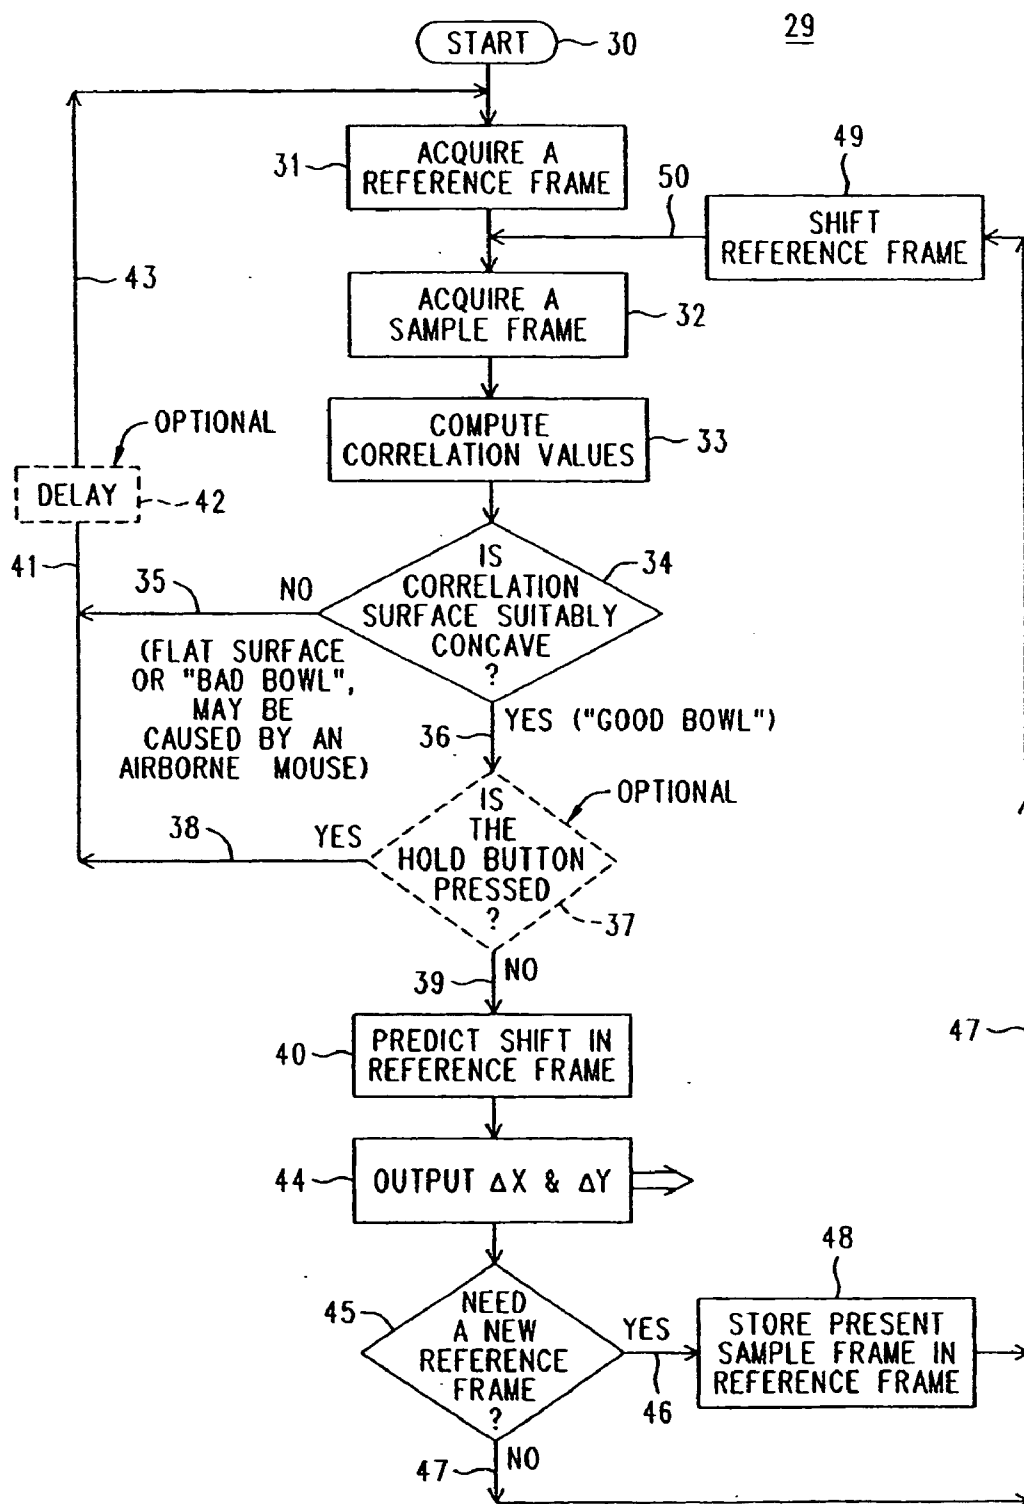 29
START
30
31
ACQUIRE A
REFERENCE FRAME
49
50
SHIFT
REFERENCE FRAME
43
ACQUIRE A
SAMPLE FRAME
32
OPTIONAL
COMPUTE
CORRELATION VALUES
33
DELAY
42
41
35
NO
IS
CORRELATION
SURFACE SUITABLY
CONCAVE
?
34
(FLAT SURFACE
OR "BAD BOWL",
MAY BE
CAUSED BY AN
AIRBORNE MOUSE)
36
YES ("GOOD BOWL")
OPTIONAL
38
YES
IS
THE
HOLD BUTTON
PRESSED
?
37
39
NO
40
PREDICT SHIFT IN
REFERENCE FRAME
47
44
OUTPUT ΔX & ΔY
48
45
NEED
A NEW
REFERENCE
FRAME
?
YES
46
STORE PRESENT
SAMPLE FRAME IN
REFERENCE FRAME
47
NO